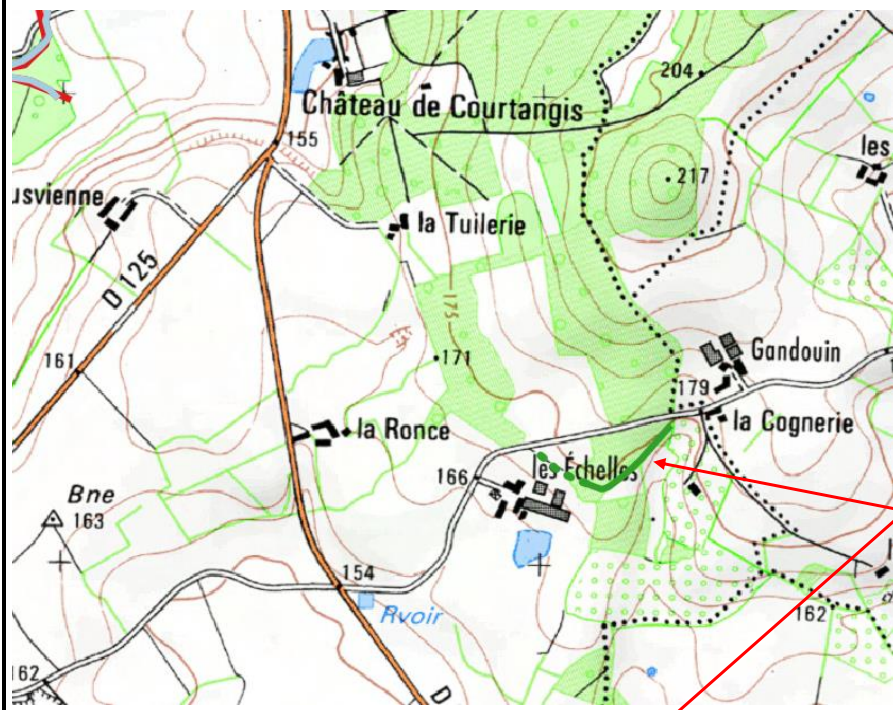 204
Château de Courtangis
155
les
217
usvienne
la Tuilerie
D 125
175
Gandouin
161
171
179
la Cognerie
la Ronce
les Échelles
166
Bne
163
154
Rvoir
162
162
D